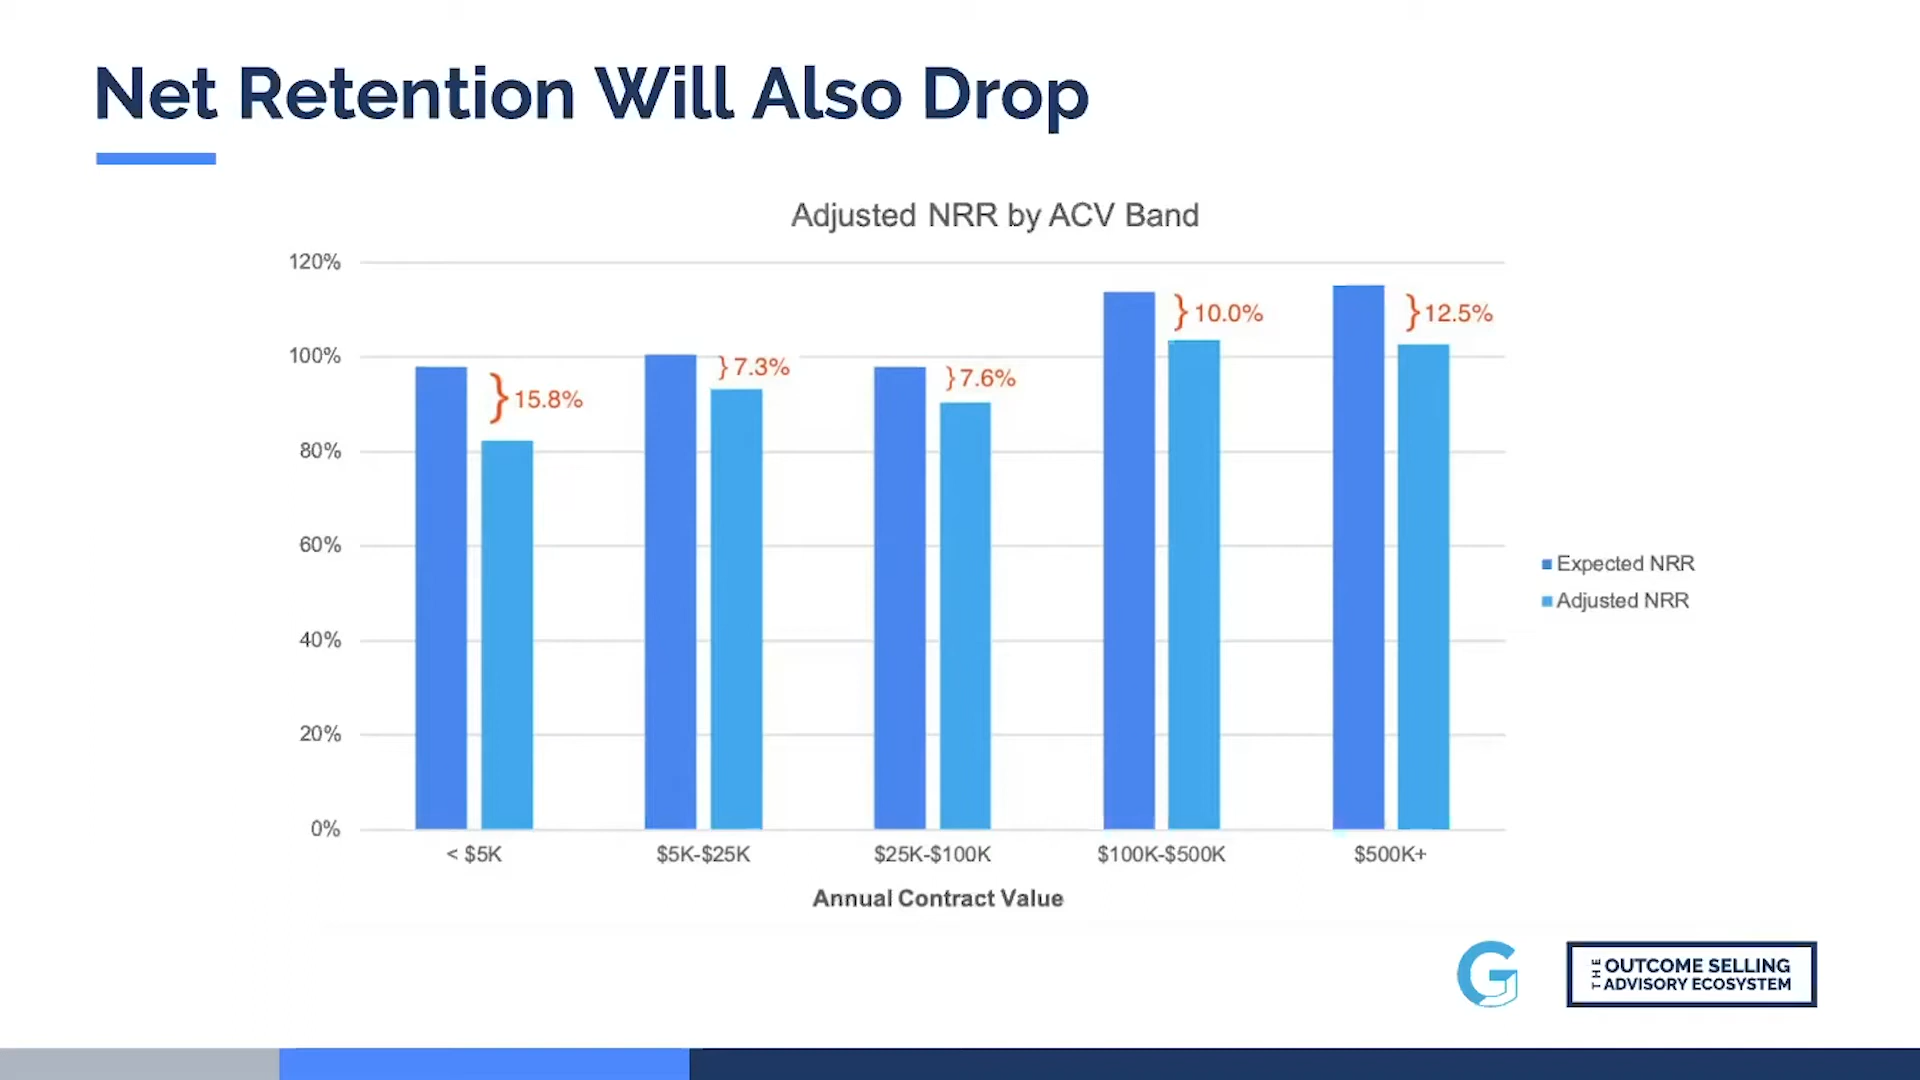 Net Retention Will Also Drop
Adjusted NRR by ACV Band
120%
100%
80%
60%
40%
20%
0%
15.8%
7.3%
7.6%
10.0%
12.5%
< $5K
$5K-$25K
$25K-$100K
$100K-$500K
$500K+
Annual Contract Value
Expected NRR
Adjusted NRR
G
THE
OUTCOME SELLING
ADVISORY ECOSYSTEM